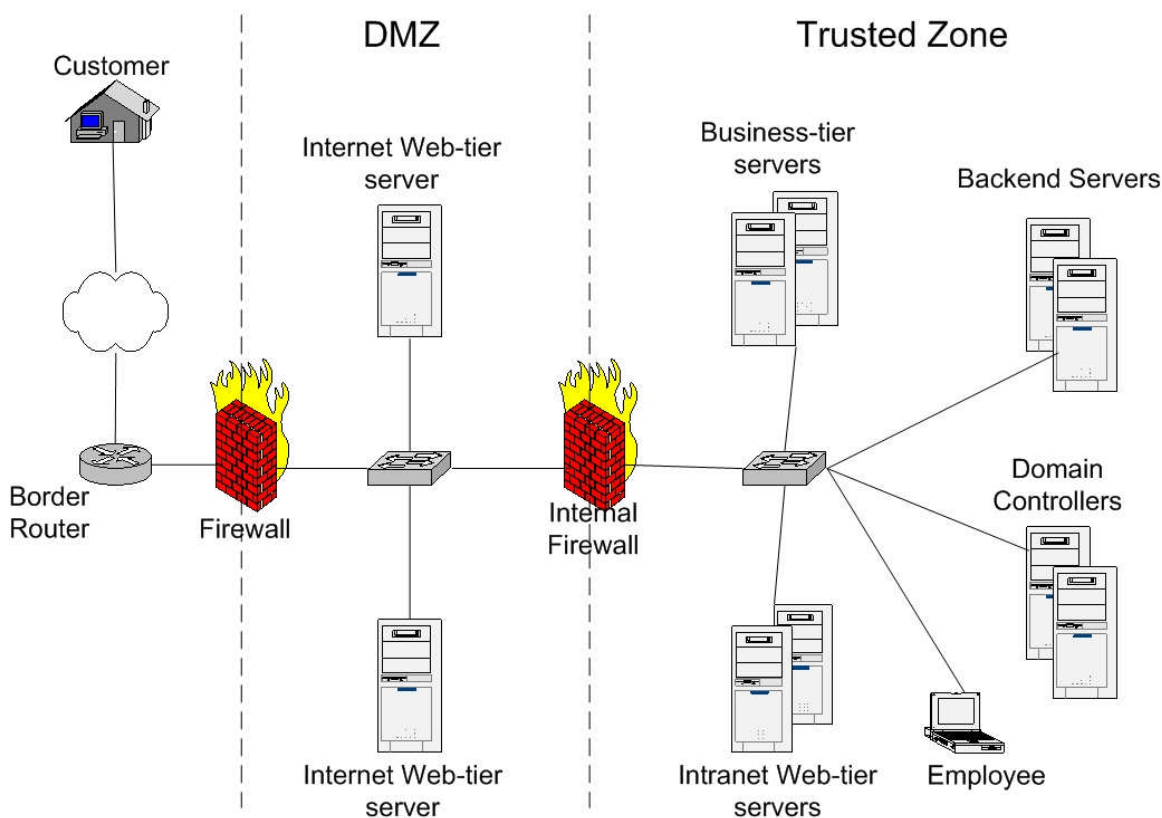 DMZ
Trusted Zone
Customer
Internet Web-tier
server
Business-tier
servers
Backend Servers
Border
Router
Firewall
Internal
Firewall
Domain
Controllers
Internet Web-tier
server
Intranet Web-tier
servers
Employee